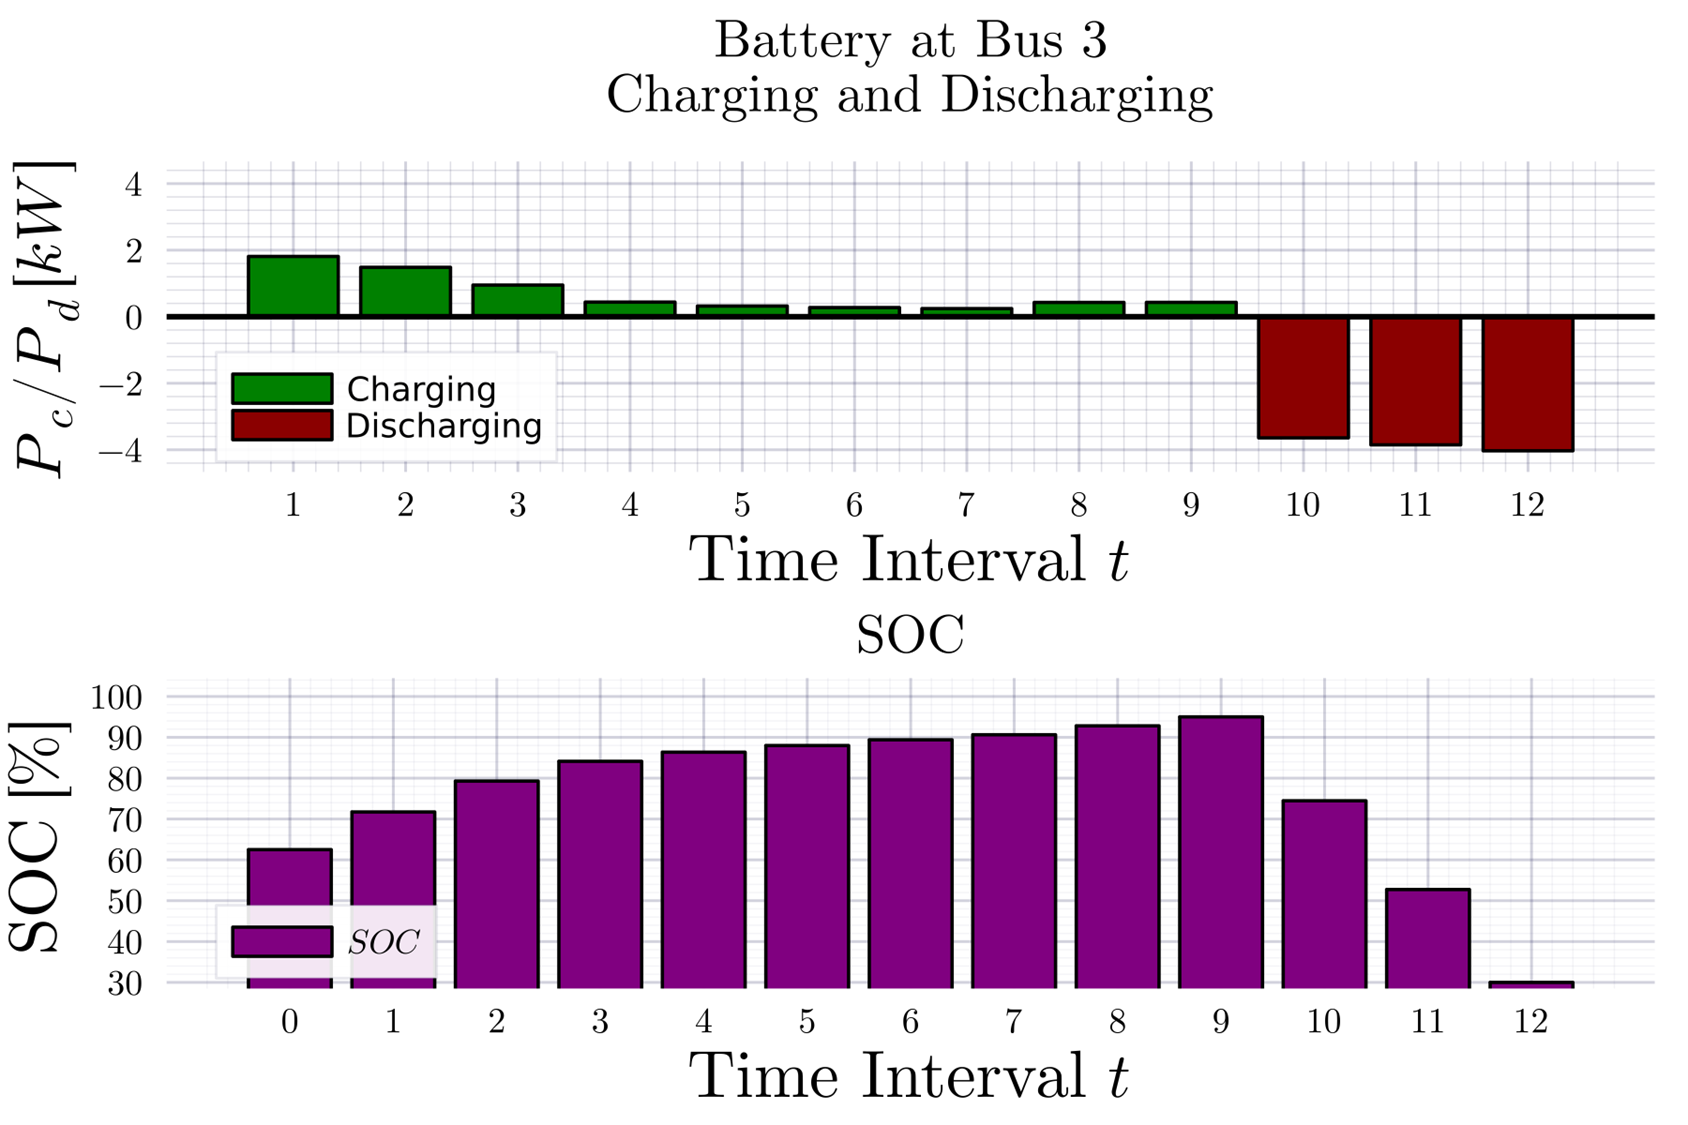 Battery at Bus 3
Charging and Discharging
P_c/P_d [kW]
4
2
0
−2
−4
Charging
Discharging
1 2 3 4 5 6 7 8 9 10 11 12
Time Interval t
SOC
SOC [%]
100
90
80
70
60
50
40
30
SOC
0 1 2 3 4 5 6 7 8 9 10 11 12
Time Interval t